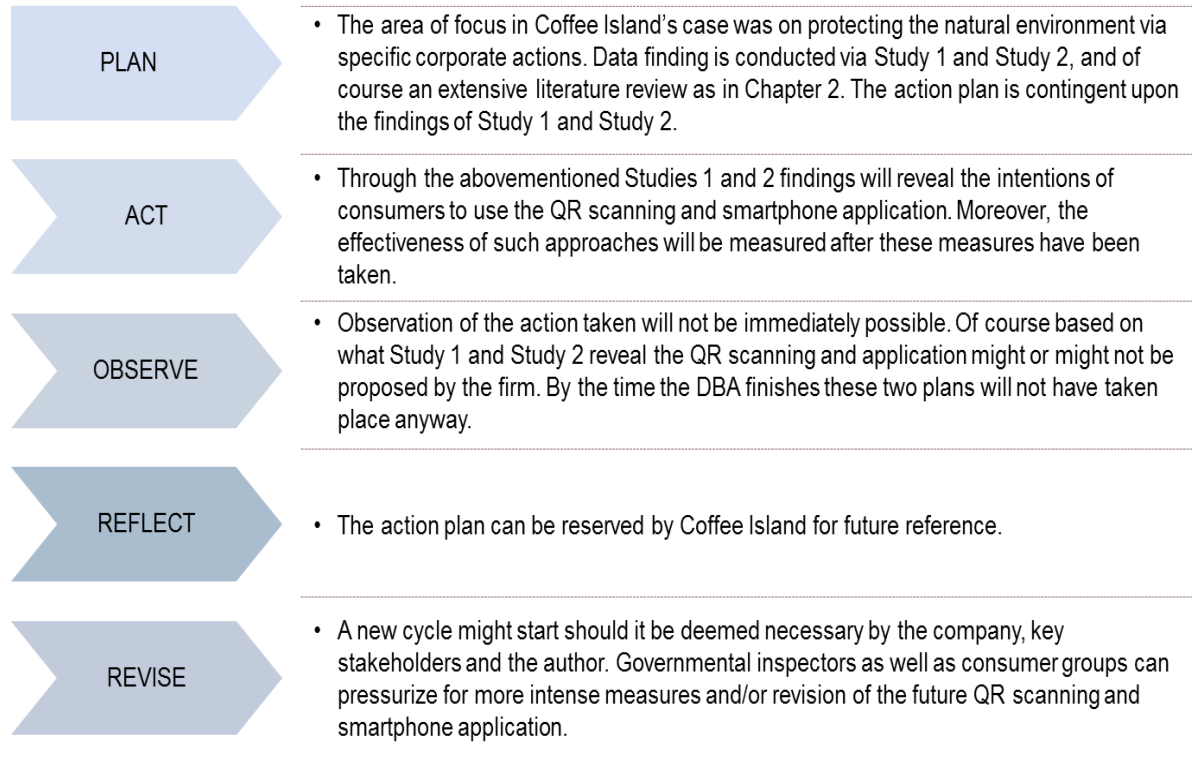 PLAN
• The area of focus in Coffee Island’s case was on protecting the natural environment via
specific corporate actions. Data finding is conducted via Study 1 and Study 2, and of
course an extensive literature review as in Chapter 2. The action plan is contingent upon
the findings of Study 1 and Study 2.
ACT
• Through the abovementioned Studies 1 and 2 findings will reveal the intentions of
consumers to use the QR scanning and smartphone application. Moreover, the
effectiveness of such approaches will be measured after these measures have been
taken.
OBSERVE
• Observation of the action taken will not be immediately possible. Of course based on
what Study 1 and Study 2 reveal the QR scanning and application might or might not be
proposed by the firm. By the time the DBA finishes these two plans will not have taken
place anyway.
REFLECT
• The action plan can be reserved by Coffee Island for future reference.
REVISE
• A new cycle might start should it be deemed necessary by the company, key
stakeholders and the author. Governmental inspectors as well as consumer groups can
pressurize for more intense measures and/or revision of the future QR scanning and
smartphone application.